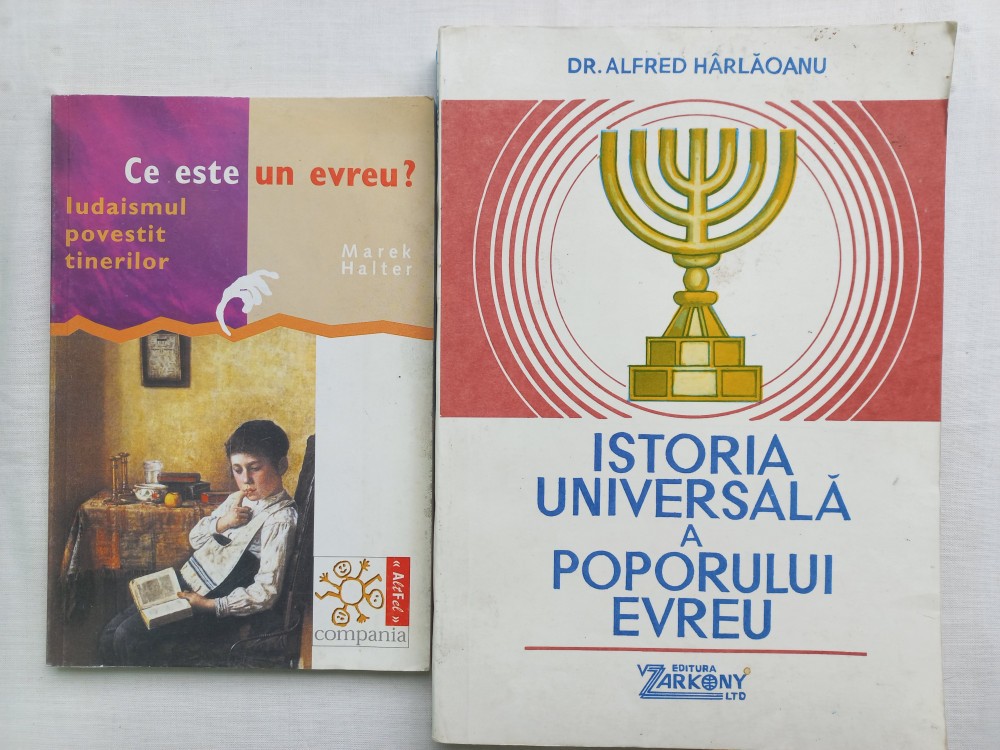 Ce este un evreu?
Iudaismul
povestit
tinerilor
Marek
Halter
« AltFel »
compania
DR. ALFRED HÂRLĂOANU
ISTORIA
UNIVERSALĂ
A
POPORULUI
EVREU
EDITURA
ZARKONY
LTD